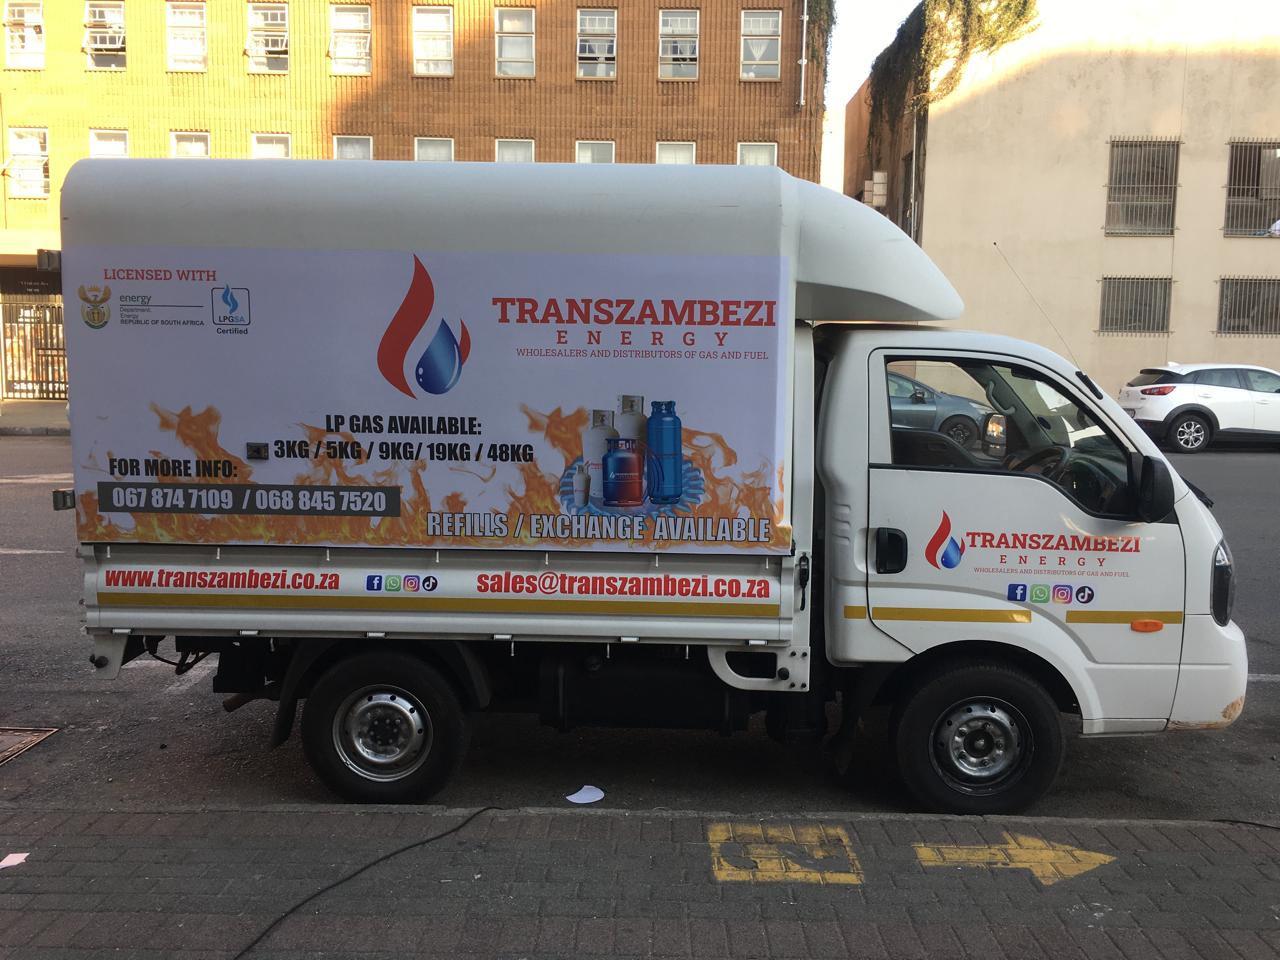 LICENSED WITH
energy
Department:
Energy
REPUBLIC OF SOUTH AFRICA
LPGSA
Certified
TRANSZAMBEZI
ENERGY
WHOLESALERS AND DISTRIBUTORS OF GAS AND FUEL
LP GAS AVAILABLE:
3KG / 5KG / 9KG/ 19KG / 48KG
FOR MORE INFO:
067 874 7109 / 068 845 7520
REFILLS / EXCHANGE AVAILABLE
www.transzambezi.co.za
sales@transzambezi.co.za
TRANSZAMBEZI
ENERGY
WHOLESALERS AND DISTRIBUTORS OF GAS AND FUEL